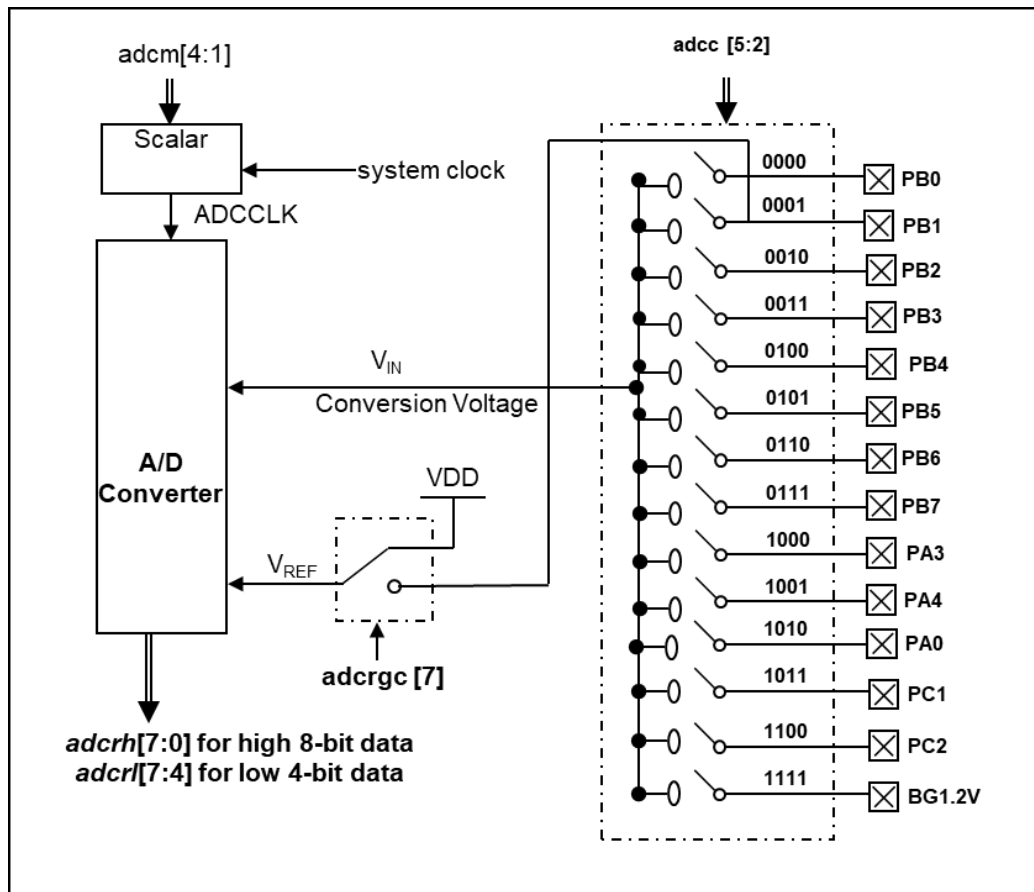 adcm[4:1]
adcc [5:2]
Scalar
system clock
ADCCLK
0000 PB0
0001 PB1
0010 PB2
0011 PB3
0100 PB4
VIN
Conversion Voltage
0101 PB5
0110 PB6
A/D
Converter
VDD
0111 PB7
1000 PA3
VREF
1001 PA4
1010 PA0
adcrgc [7]
1011 PC1
adcrh[7:0] for high 8-bit data
adcrl[7:4] for low 4-bit data
1100 PC2
1111 BG1.2V